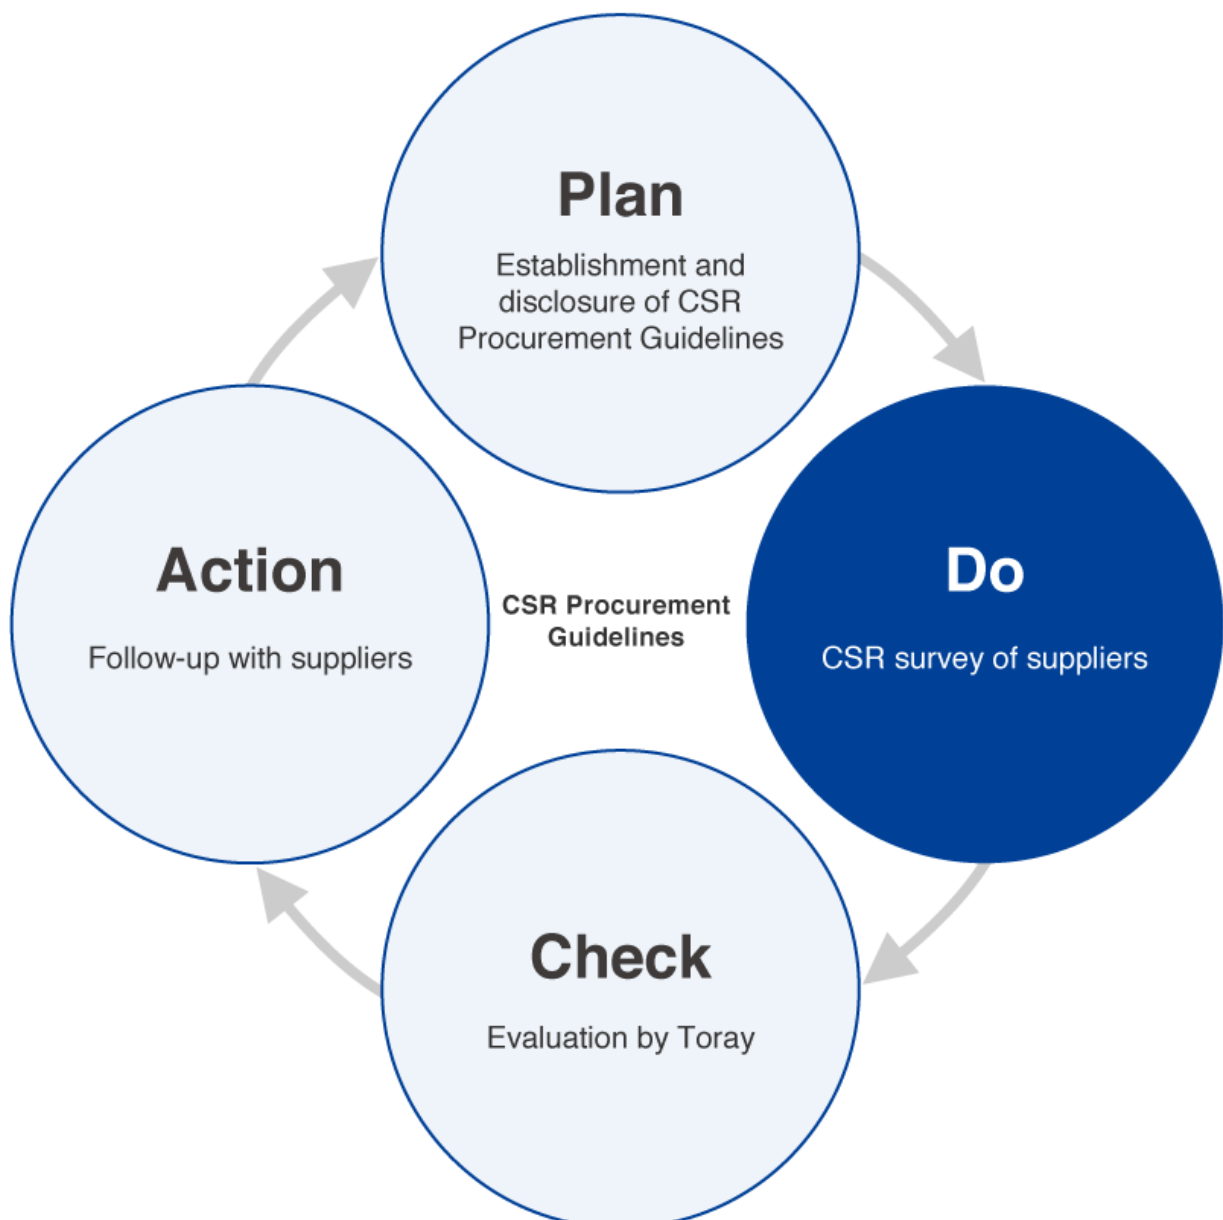 Plan
Establishment and
disclosure of CSR
Procurement Guidelines
Do
CSR survey of suppliers
Check
Evaluation by Toray
Action
Follow-up with suppliers
CSR Procurement
Guidelines